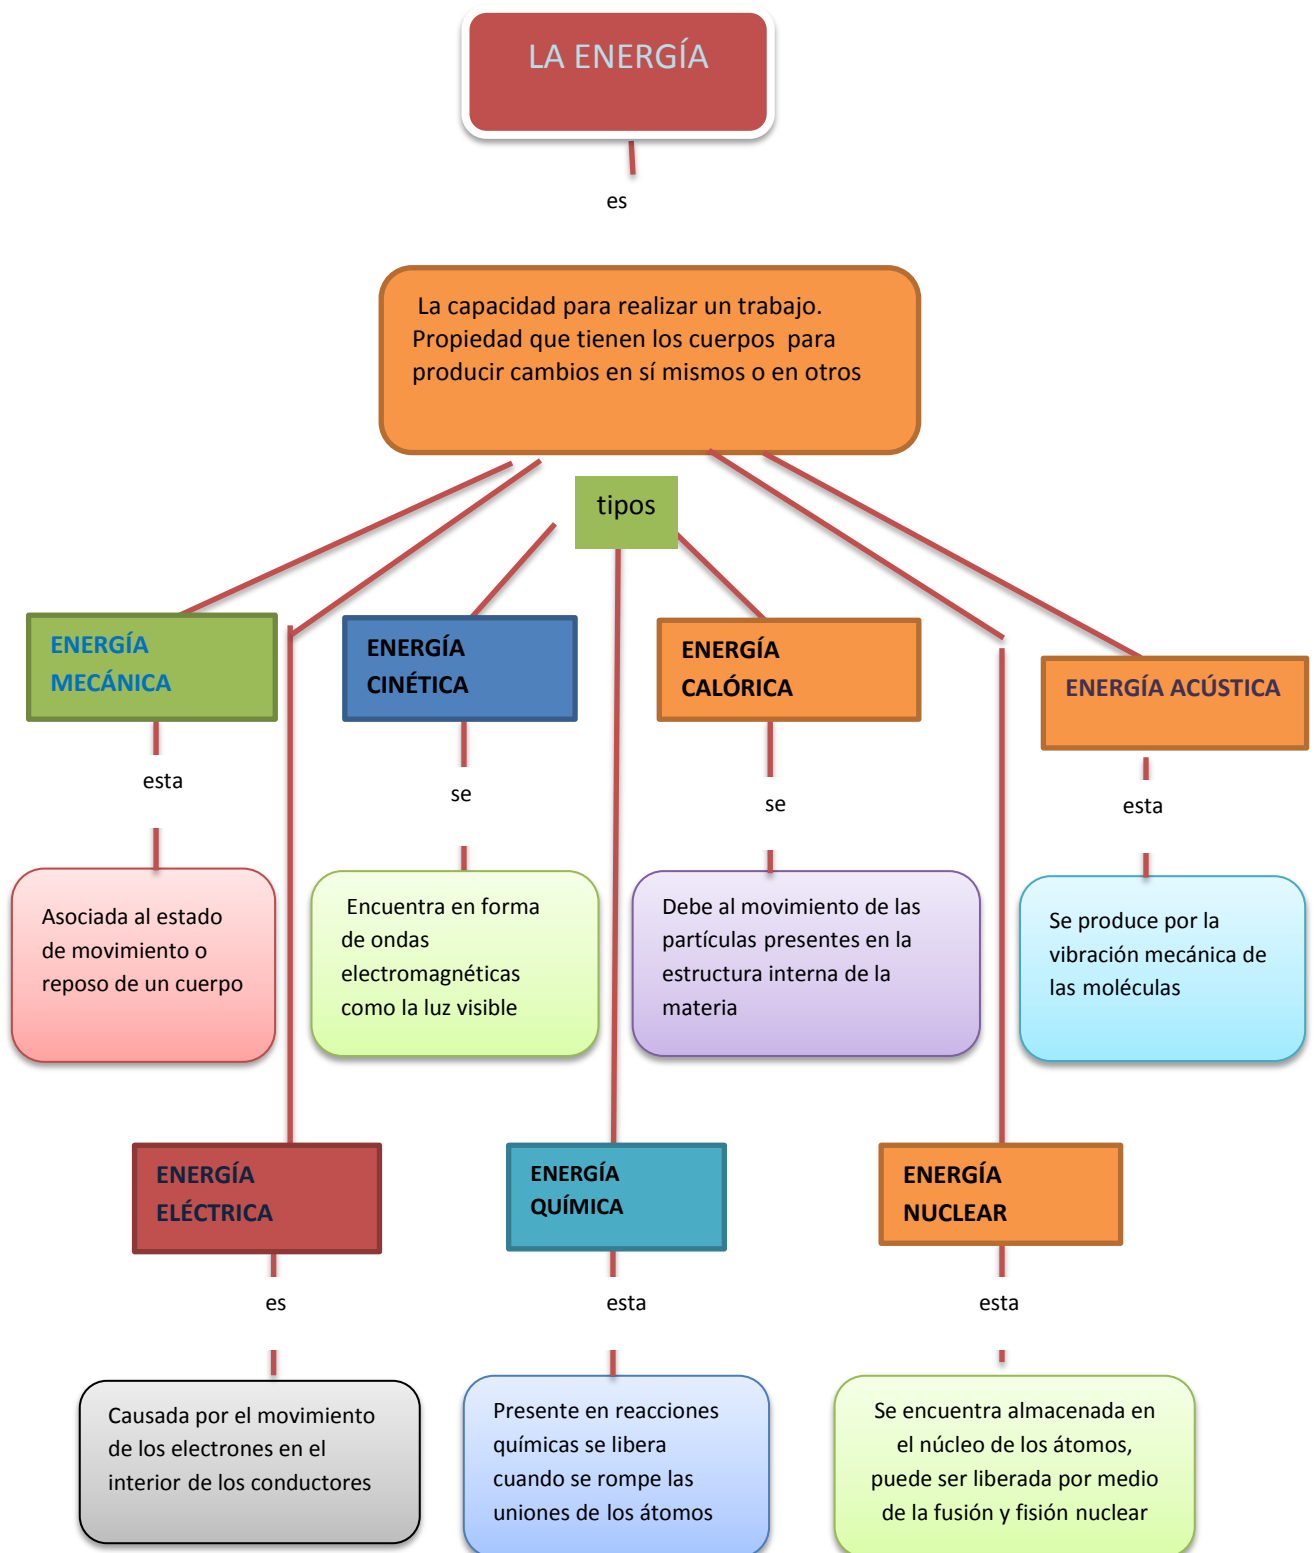 LA ENERGÍA
es
La capacidad para realizar un trabajo.
Propiedad que tienen los cuerpos para
producir cambios en sí mismos o en otros
tipos
ENERGÍA
MECÁNICA
ENERGÍA
CINÉTICA
ENERGÍA
CALÓRICA
ENERGÍA ACÚSTICA
esta
se
se
esta
Asociada al estado
de movimiento o
reposo de un cuerpo
Encuentra en forma
de ondas
electromagnéticas
como la luz visible
Debe al movimiento de las
partículas presentes en la
estructura interna de la
materia
Se produce por la
vibración mecánica de
las moléculas
ENERGÍA
ELÉCTRICA
ENERGÍA
QUÍMICA
ENERGÍA
NUCLEAR
es
esta
esta
Causada por el movimiento
de los electrones en el
interior de los conductores
Presente en reacciones
químicas se libera
cuando se rompe las
uniones de los átomos
Se encuentra almacenada en
el núcleo de los átomos,
puede ser liberada por medio
de la fusión y fisión nuclear